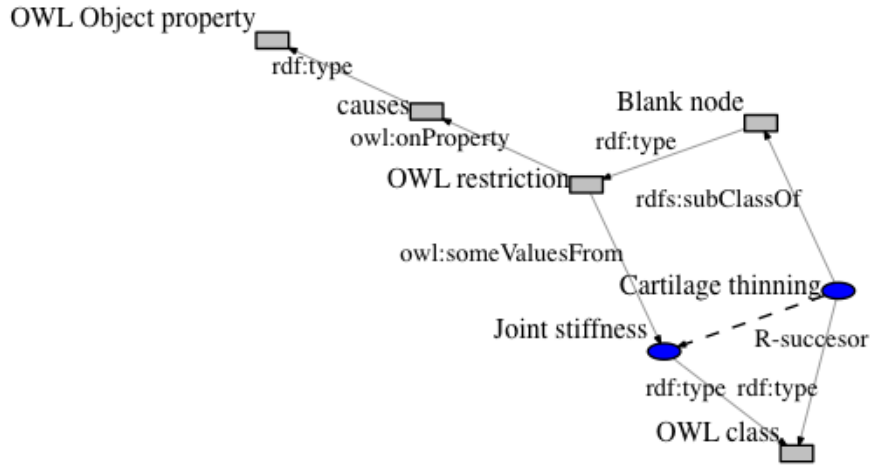 OWL Object property
rdf:type
causes
Blank node
owl:onProperty
rdf:type
OWL restriction
rdfs:subClassOf
owl:someValuesFrom
Cartilage thinning
Joint stiffness
R-succesor
rdf:type
rdf:type
OWL class